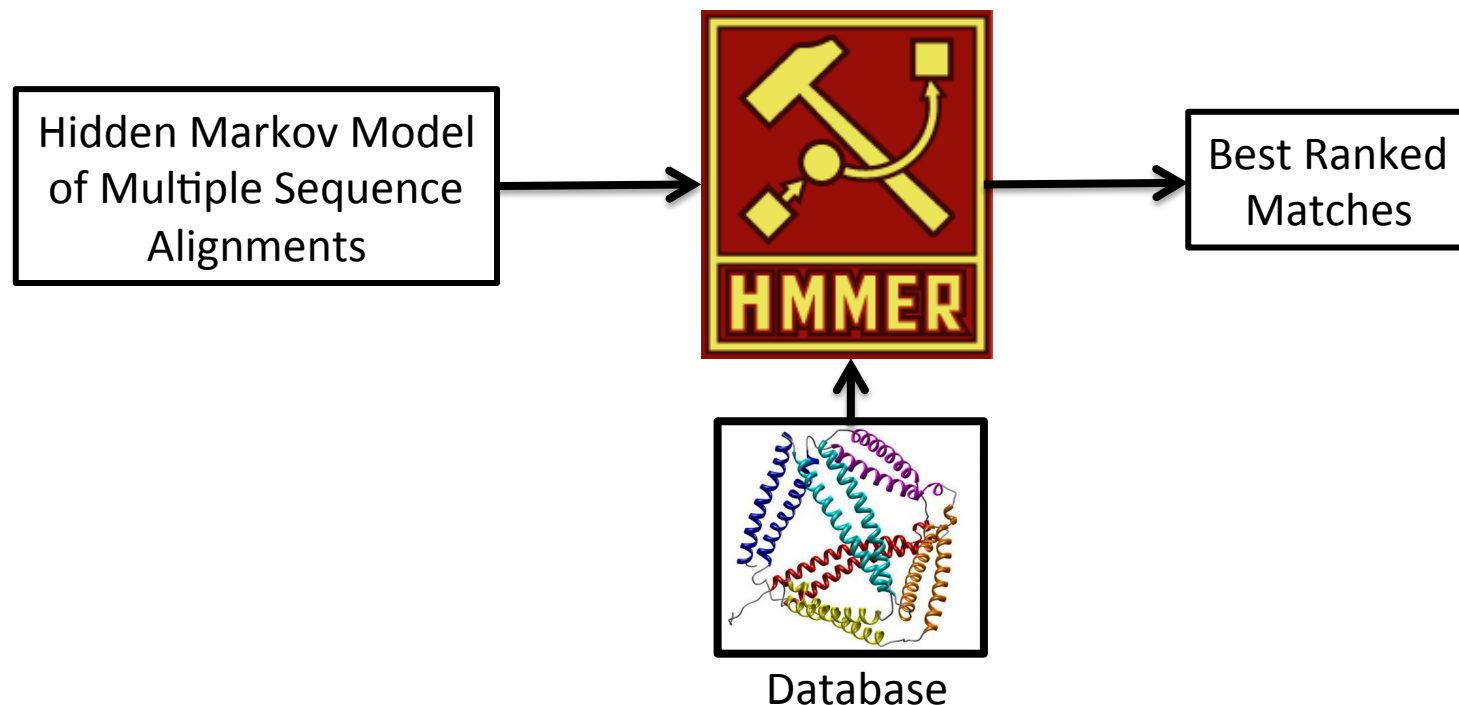 Hidden Markov Model
of Multiple Sequence
Alignments
HMMER
Best Ranked
Matches
Database